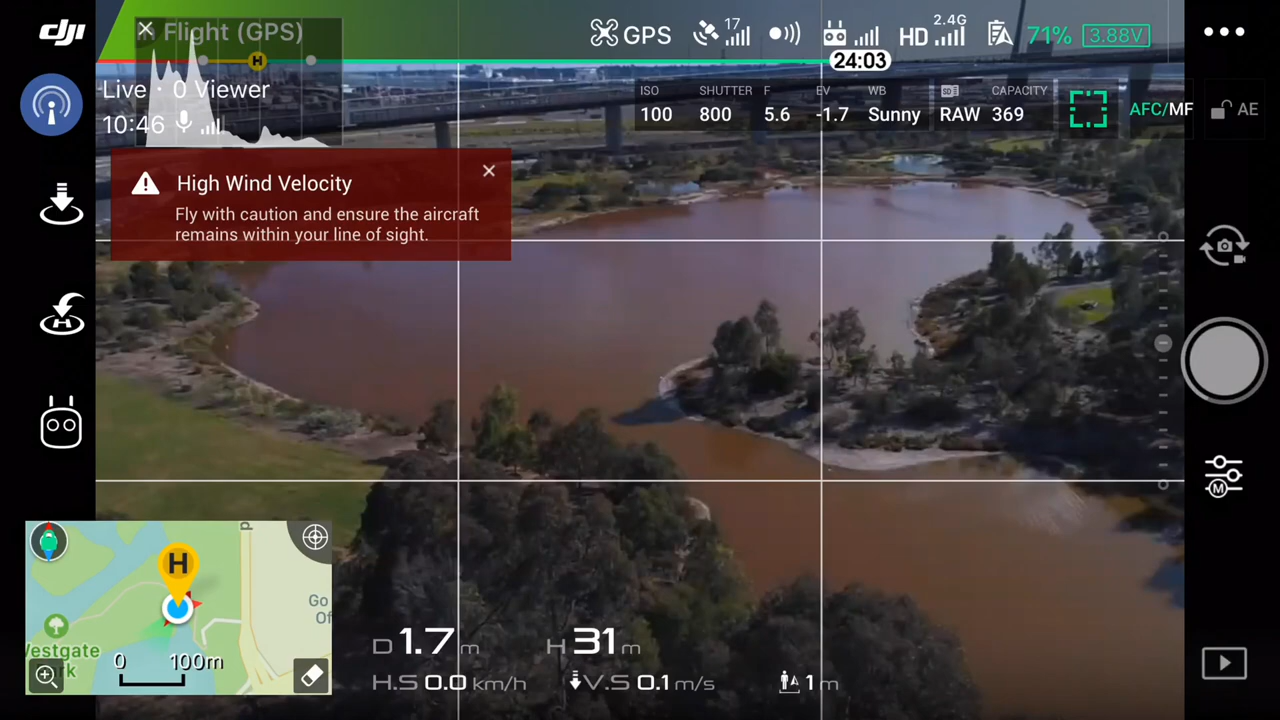 dji
Flight (GPS)
GPS
17
HD
2.4G
71%
3.88V
24:03
H
Live · 0 Viewer
10:46
ISO
100
SHUTTER
800
F
5.6
EV
-1.7
WB
Sunny
SD
RAW
CAPACITY
369
AFC/MF
AE
High Wind Velocity
Fly with caution and ensure the aircraft
remains within your line of sight.
H
M
H
Go
Of
Westgate
0
100m
D 1.7 m
H 31 m
H.S 0.0 km/h
V.S 0.1 m/s
1 m